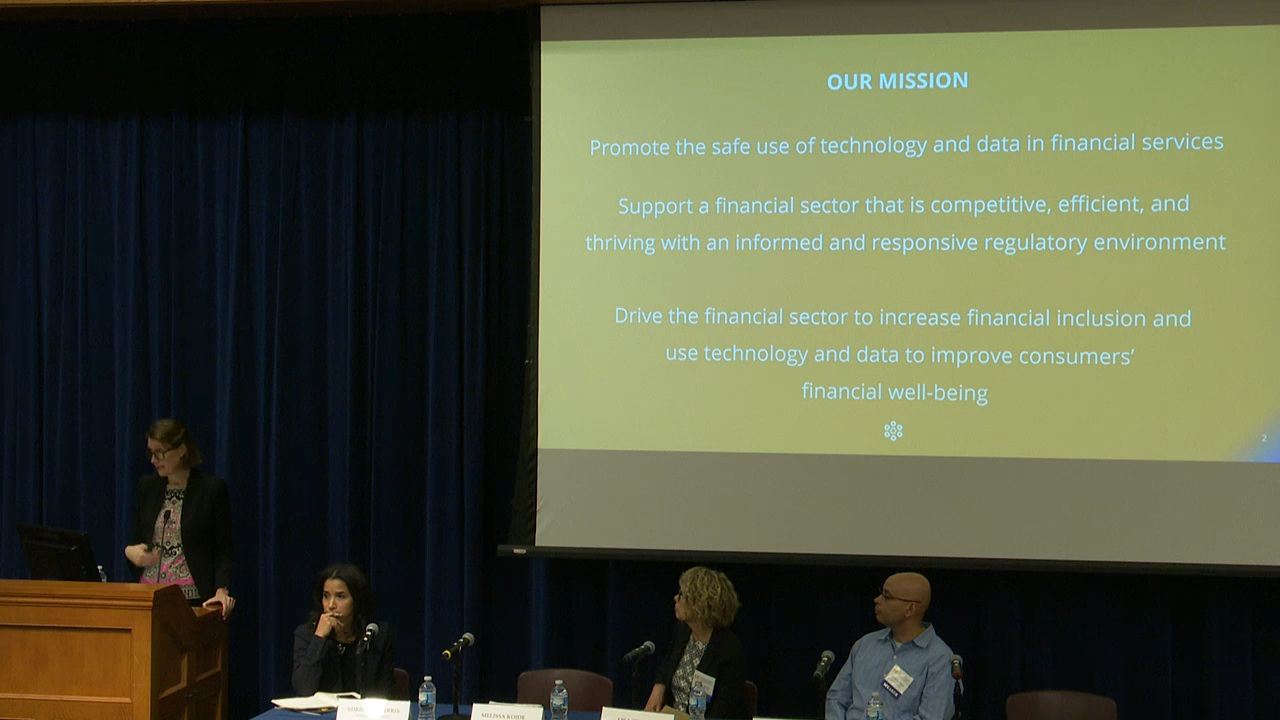 OUR MISSION
Promote the safe use of technology and data in financial services
Support a financial sector that is competitive, efficient, and
thriving with an informed and responsive regulatory environment
Drive the financial sector to increase financial inclusion and
use technology and data to improve consumers'
financial well-being
2
MELISSA KOIDE